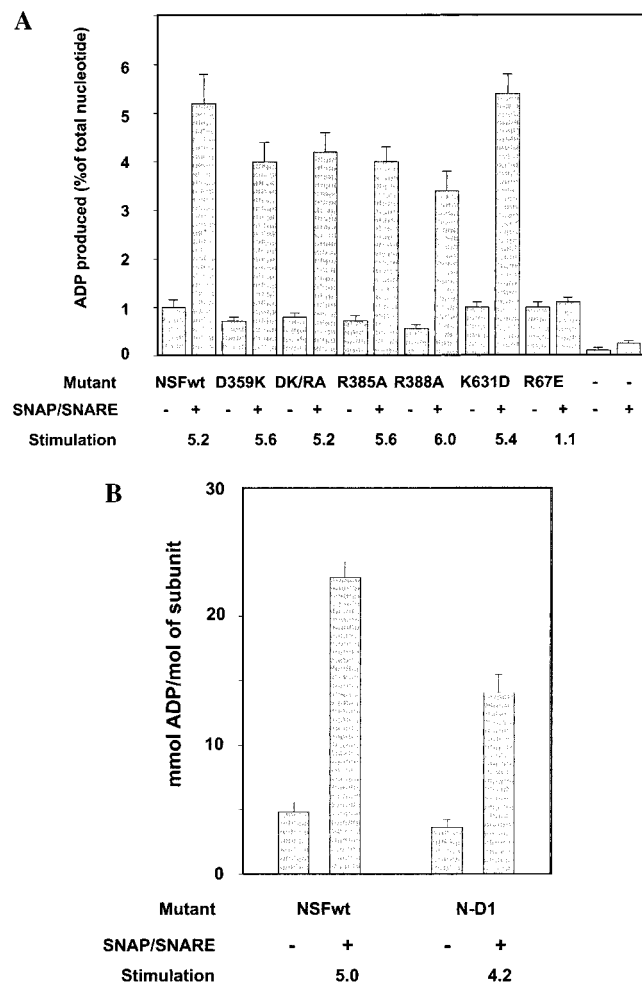 A
ADP produced (%of total nucleotide)
6
5
4
3
2
1
0
Mutant NSFwt D359K DK/RA R385A R388A K631D R67E - -
SNAP/SNARE - + - + - + - + - + - + - + - +
Stimulation 5.2 5.6 5.2 5.6 6.0 5.4 1.1
B
mmol ADP/mol of subunit
30
20
10
0
Mutant NSFwt N-D1
SNAP/SNARE - + - +
Stimulation 5.0 4.2